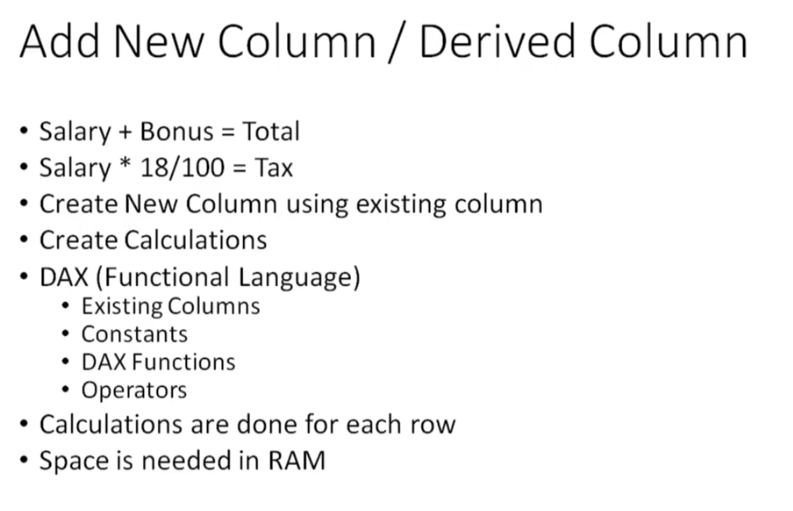 Add New Column / Derived Column
• Salary + Bonus = Total
• Salary * 18/100 = Tax
• Create New Column using existing column
• Create Calculations
• DAX (Functional Language)
• Existing Columns
• Constants
• DAX Functions
• Operators
• Calculations are done for each row
• Space is needed in RAM